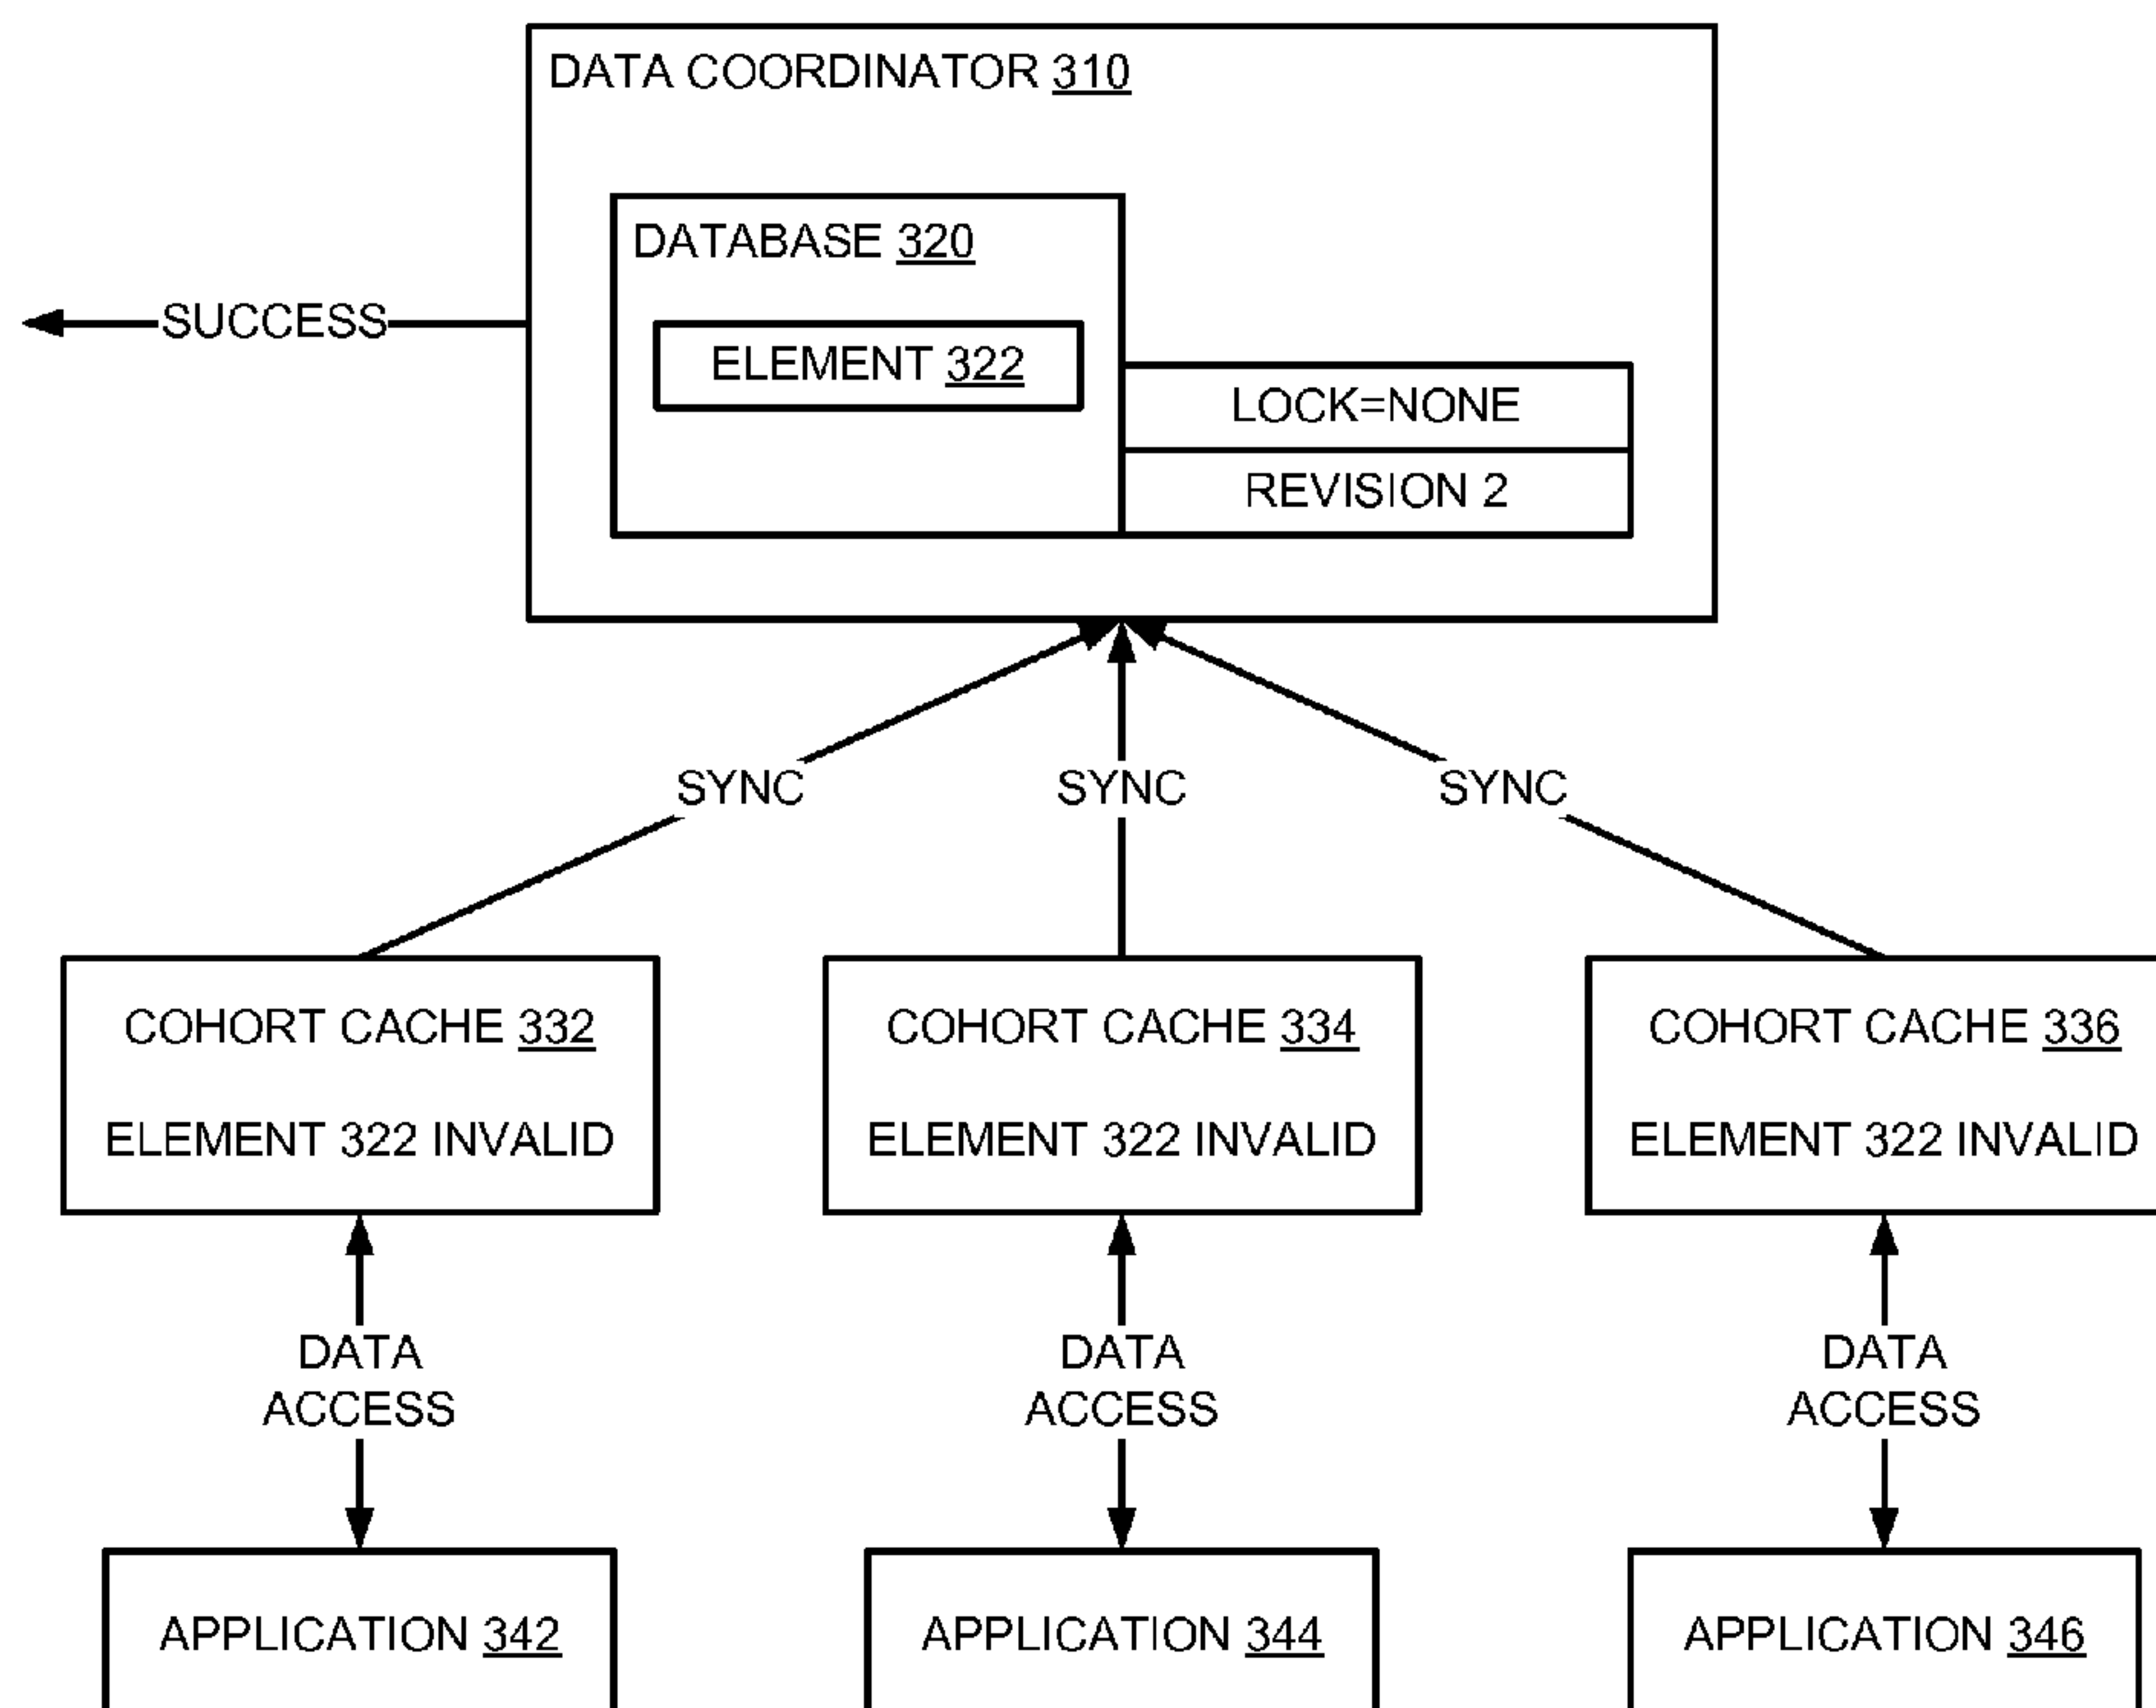 DATA COORDINATOR 310
DATABASE 320
SUCCESS
ELEMENT 322
LOCK=NONE
REVISION 2
SYNC
SYNC
SYNC
COHORT CACHE 332
ELEMENT 322 INVALID
COHORT CACHE 334
ELEMENT 322 INVALID
COHORT CACHE 336
ELEMENT 322 INVALID
DATA
ACCESS
DATA
ACCESS
DATA
ACCESS
APPLICATION 342
APPLICATION 344
APPLICATION 346